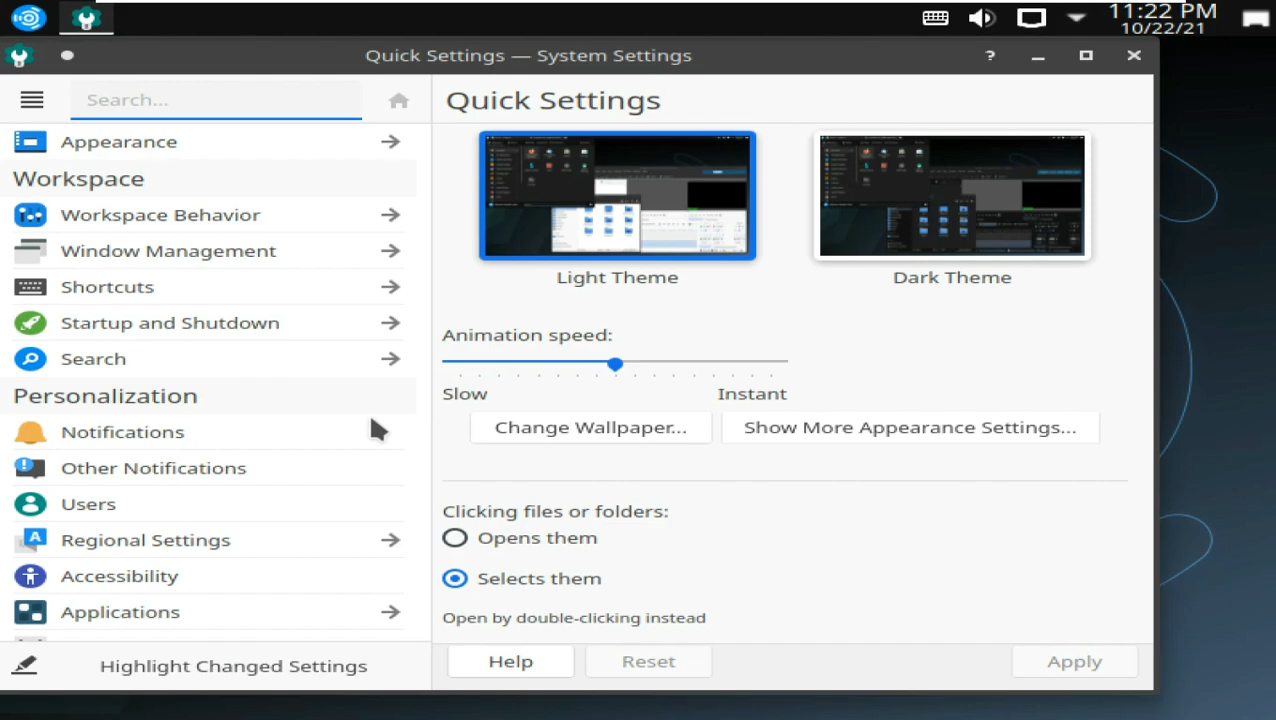 11:22 PM
10/22/21
Quick Settings — System Settings
?
Search...
Quick Settings
Appearance
Workspace
Workspace Behavior
Window Management
Shortcuts
Startup and Shutdown
Search
Personalization
Notifications
Other Notifications
Users
Regional Settings
Accessibility
Applications
Highlight Changed Settings
Light Theme
Dark Theme
Animation speed:
Slow
Instant
Change Wallpaper...
Show More Appearance Settings...
Clicking files or folders:
Opens them
Selects them
Open by double-clicking instead
Help
Reset
Apply